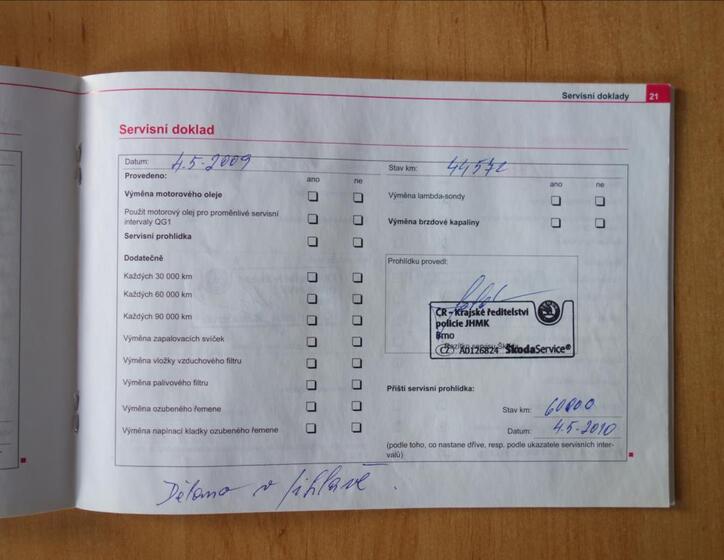 Servisní doklady 21
Servisní doklad
Datum: 4.5.2009
Provedeno:
ano ne
Výměna motorového oleje
Použit motorový olej pro proměnlivé servisní
intervaly QG1
Servisní prohlídka
Dodatečně
Každých 30 000 km
Každých 60 000 km
Každých 90 000 km
Výměna zapalovacích svíček
Výměna vložky vzduchového filtru
Výměna palivového filtru
Výměna ozubeného řemene
Výměna napínací kladky ozubeného řemene
Stav km: 44572
ano ne
Výměna lambda-sondy
Výměna brzdové kapaliny
Prohlídku provedl:
ČR - Krajské ředitelství
policie JHMK
Brno
CZ A0126824 ŠkodaService®
Příští servisní prohlídka:
Stav km: 60000
Datum: 4.5.2010
(podle toho, co nastane dříve, resp. podle ukazatele servisních inter-
valů)
Dělano v Jihlavě.